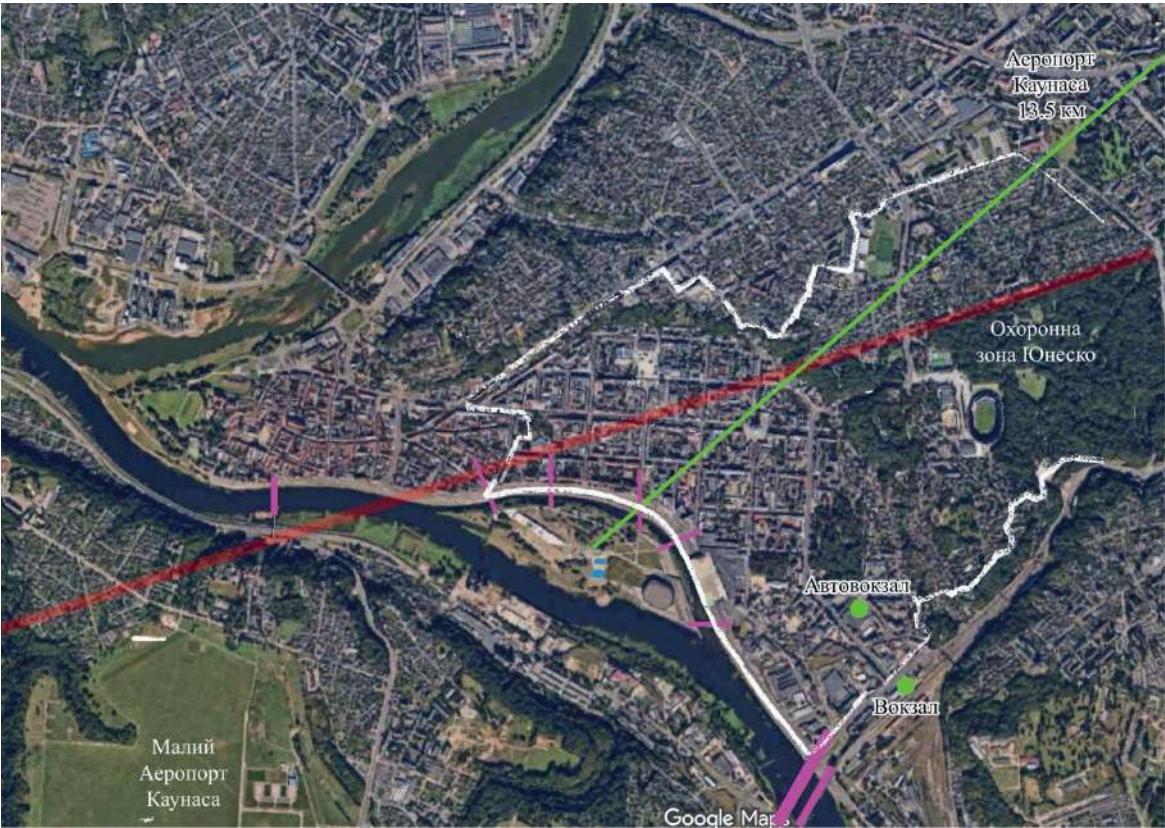 Аеропорт
Каунаса
13.5 км
Охоронна
зона Юнеско
Автовокзал
Вокзал
Малий
Аеропорт
Каунаса
Google Maps